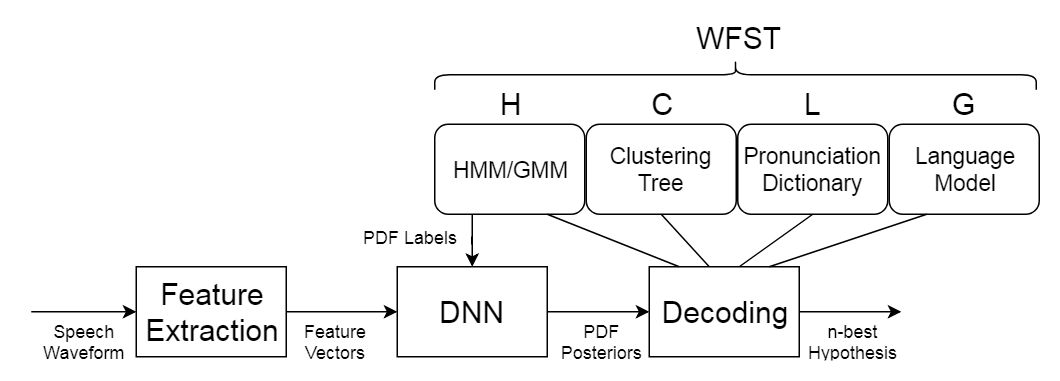 WFST
H
C
L
G
HMM/GMM
Clustering
Tree
Pronunciation
Dictionary
Language
Model
PDF Labels
Feature
Extraction
DNN
Decoding
Speech
Waveform
Feature
Vectors
PDF
Posteriors
n-best
Hypothesis